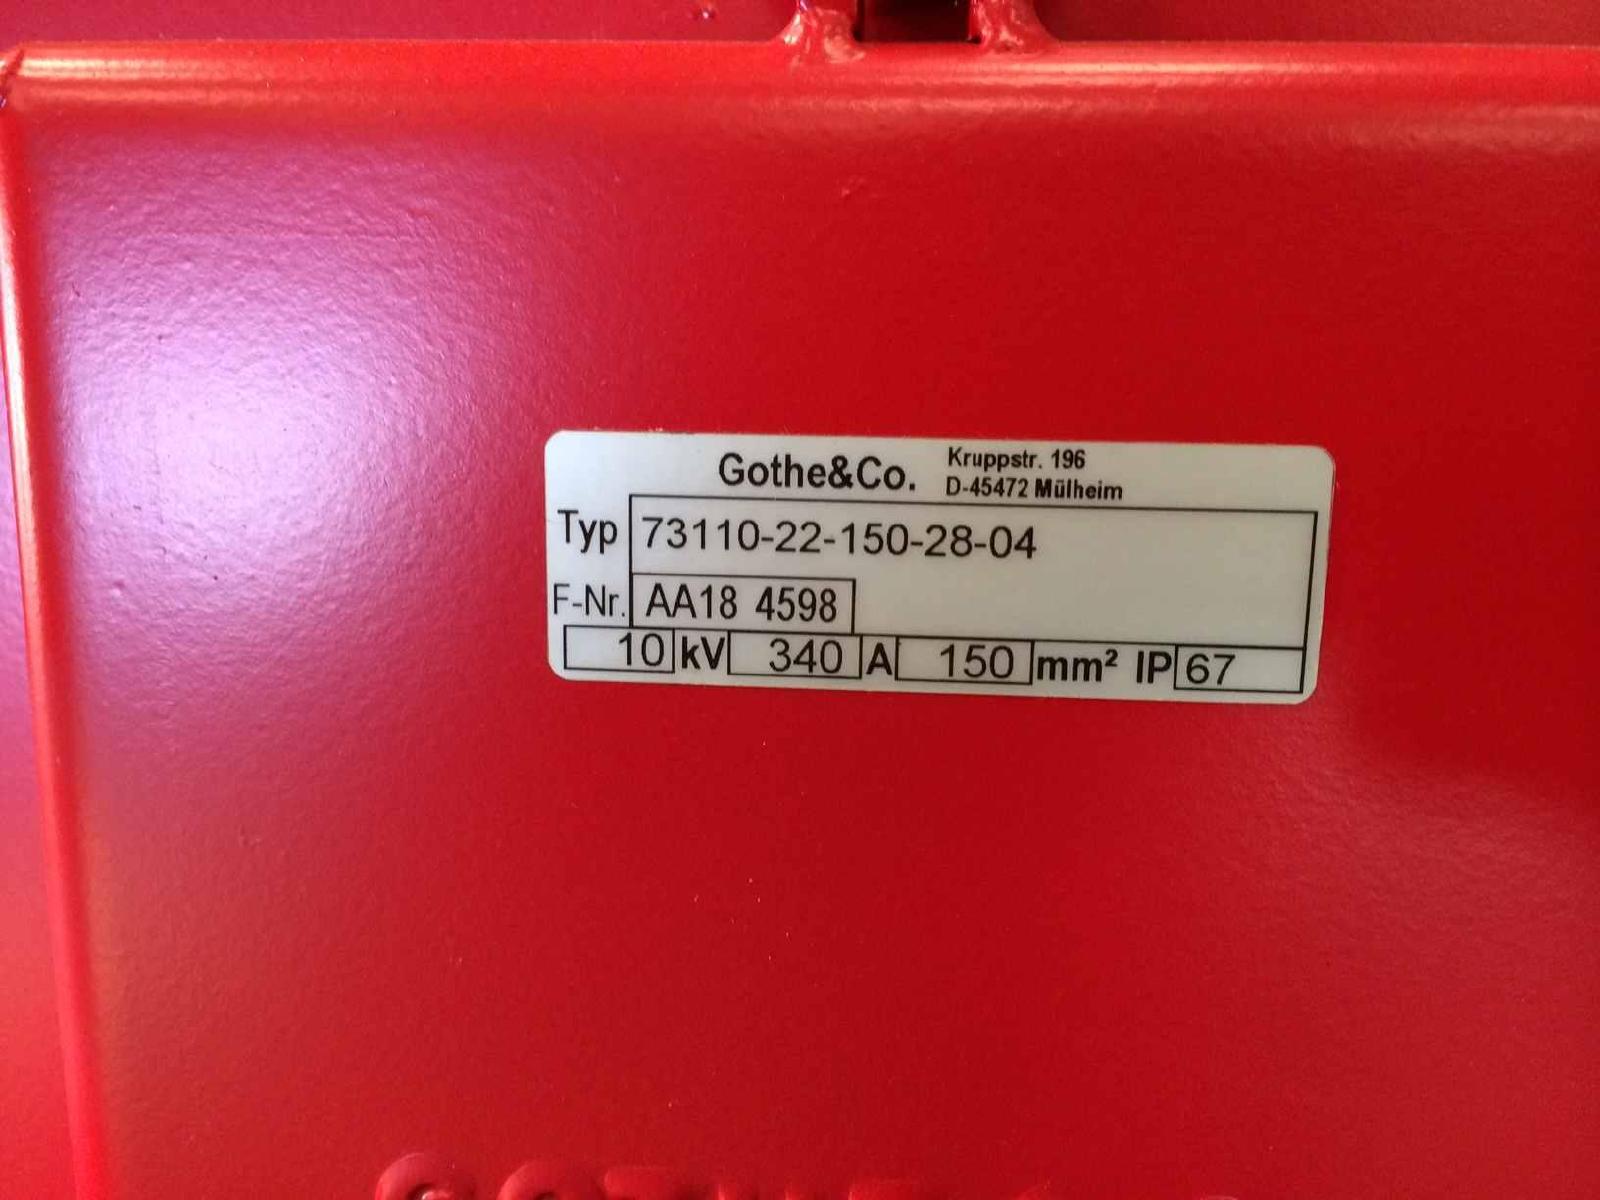 Gothe&Co.
Kruppstr. 196
D-45472 Mülheim
Typ 73110-22-150-28-04
F-Nr. AA18 4598
10 kV 340 A 150 mm² IP 67